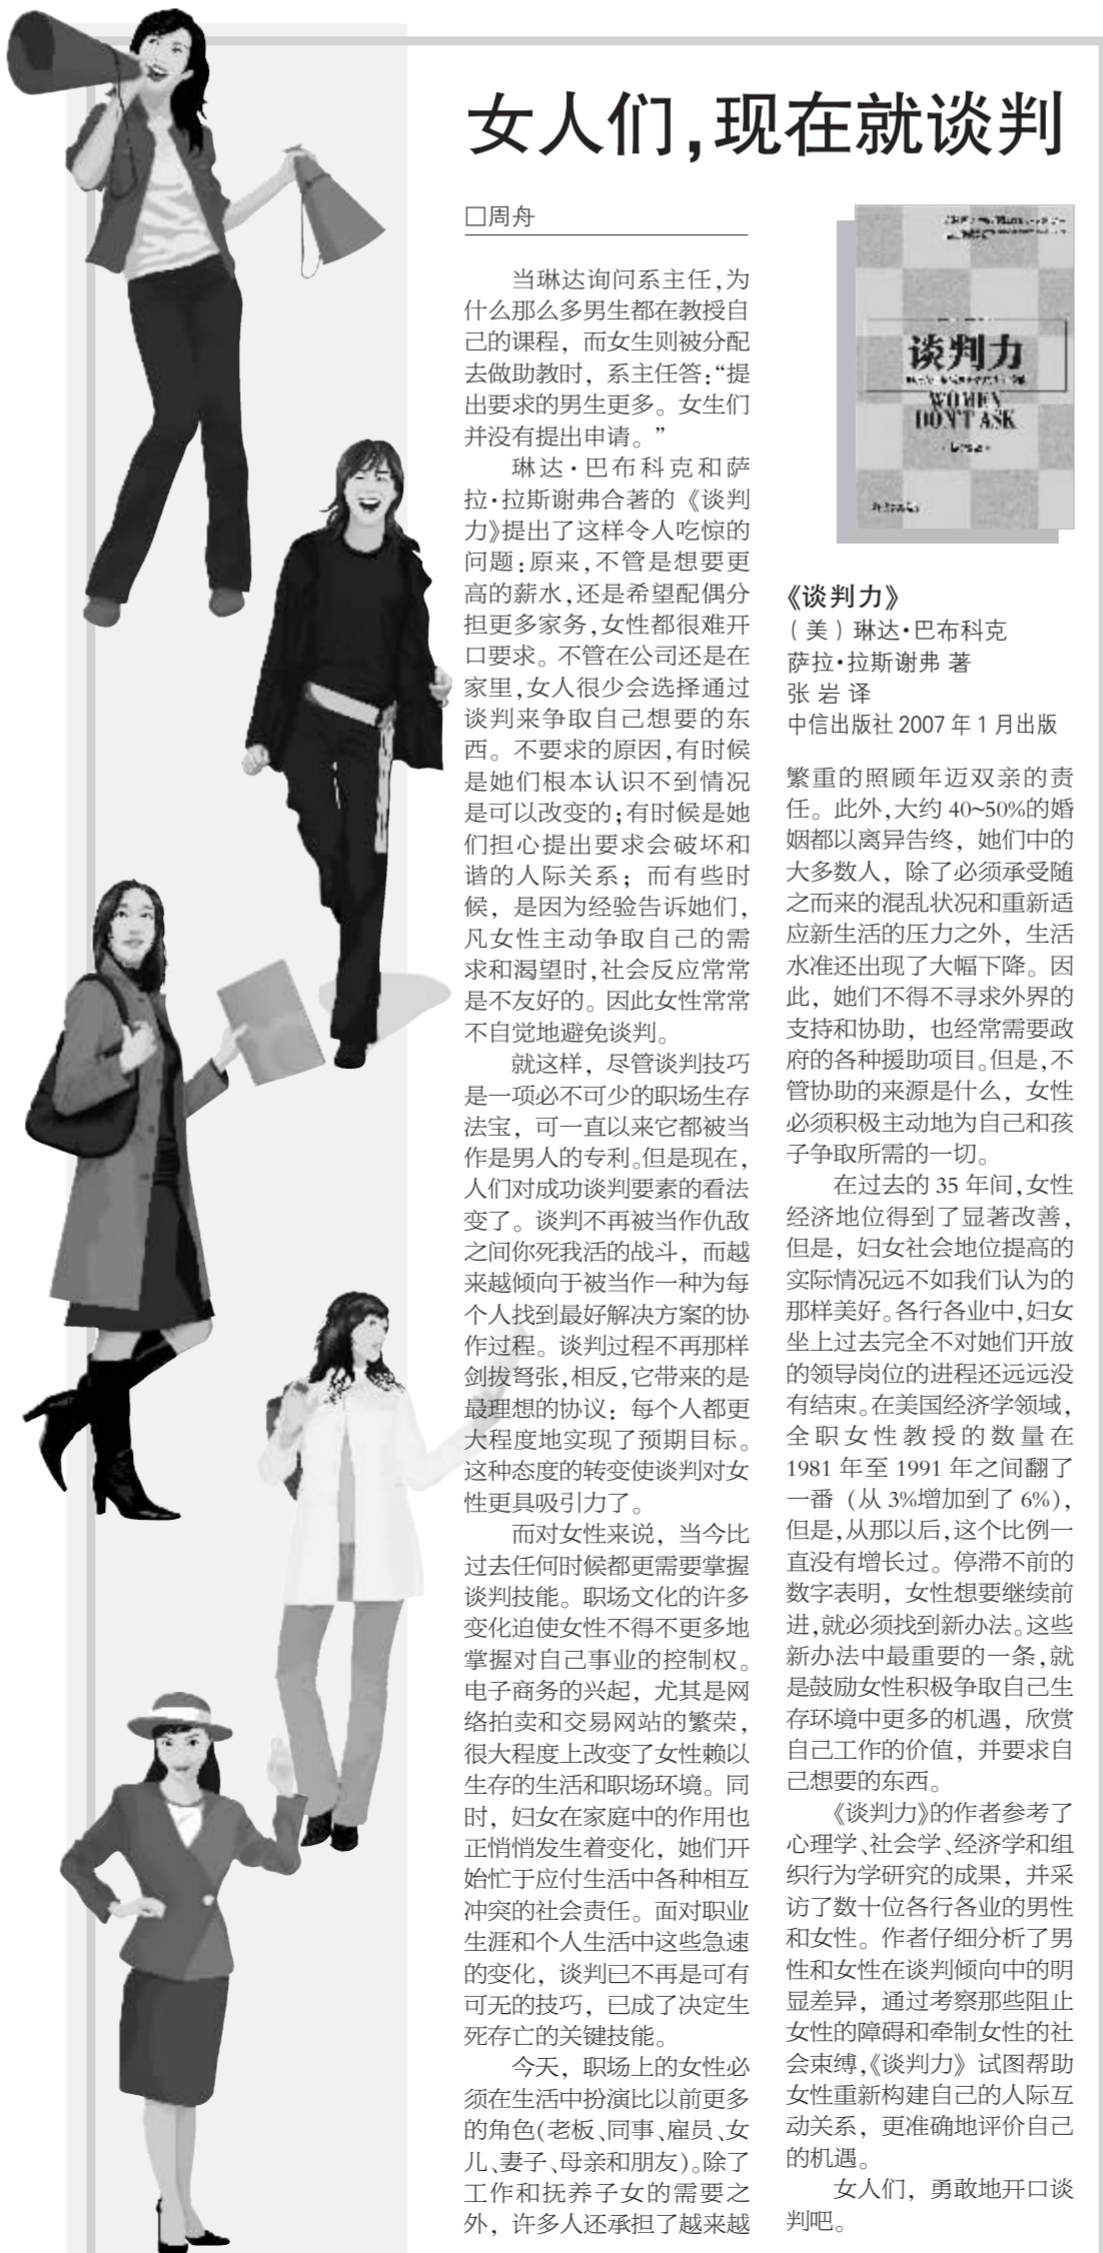 女人们,现在就谈判
□周舟
当琳达询问系主任,为
什么那么多男生都在教授自
己的课程，而女生则被分配
去做助教时，系主任答：“提
出要求的男生更多。女生们
并没有提出申请。”
琳达·巴布科克和萨
拉·拉斯谢弗合著的《谈判
力》提出了这样令人吃惊的
问题：原来,不管是想要更
高的薪水,还是希望配偶分
担更多家务,女性都很难开
口要求。不管在公司还是在
家里,女人很少会选择通过
谈判来争取自己想要的东
西。不要求的原因,有时候
是她们根本认识不到情况
是可以改变的；有时候是她
们担心提出要求会破坏和
谐的人际关系；而有些时
候，是因为经验告诉她们，
凡女性主动争取自己的需
求和渴望时,社会反应常常
是不友好的。因此女性常常
不自觉地避免谈判。
就这样，尽管谈判技巧
是一项必不可少的职场生存
法宝，可一直以来它都被当
作是男人的专利。但是现在，
人们对成功谈判要素的看法
变了。谈判不再被当作仇敌
之间你死我活的战斗，而越
来越倾向于被当作一种为每
个人找到最好解决方案的协
作过程。谈判过程不再那样
剑拔弩张,相反,它带来的是
最理想的协议：每个人都更
大程度地实现了预期目标。
这种态度的转变使谈判对女
性更具吸引力了。
而对女性来说，当今比
过去任何时候都更需要掌握
谈判技能。职场文化的许多
变化迫使女性不得不更多地
掌握对自己事业的控制权。
电子商务的兴起，尤其是网
络拍卖和交易网站的繁荣，
很大程度上改变了女性赖以
生存的生活和职场环境。同
时，妇女在家庭中的作用也
正悄悄发生着变化，她们开
始忙于应付生活中各种相互
冲突的社会责任。面对职业
生涯和个人生活中这些急速
的变化，谈判已不再是可有
可无的技巧，已成了决定生
死存亡的关键技能。
今天，职场上的女性必
须在生活中扮演比以前更多
的角色(老板、同事、雇员、女
儿、妻子、母亲和朋友)。除了
工作和抚养子女的需要之
外，许多人还承担了越来越
谈判力
WOMEN
DON'T ASK
《谈判力》
（美）琳达·巴布科克
萨拉·拉斯谢弗 著
张 岩 译
中信出版社 2007 年 1 月出版
繁重的照顾年迈双亲的责
任。此外,大约 40~50%的婚
姻都以离异告终，她们中的
大多数人，除了必须承受随
之而来的混乱状况和重新适
应新生活的压力之外，生活
水准还出现了大幅下降。因
此，她们不得不寻求外界的
支持和协助，也经常需要政
府的各种援助项目。但是,不
管协助的来源是什么，女性
必须积极主动地为自己和孩
子争取所需的一切。
在过去的 35 年间,女性
经济地位得到了显著改善，
但是，妇女社会地位提高的
实际情况远不如我们认为的
那样美好。各行各业中,妇女
坐上过去完全不对她们开放
的领导岗位的进程还远远没
有结束。在美国经济学领域，
全职女性教授的数量在
1981 年至 1991 年之间翻了
一番（从 3%增加到了 6%），
但是,从那以后,这个比例一
直没有增长过。停滞不前的
数字表明，女性想要继续前
进,就必须找到新办法。这些
新办法中最重要的一条,就
是鼓励女性积极争取自己生
存环境中更多的机遇，欣赏
自己工作的价值，并要求自
己想要的东西。
《谈判力》的作者参考了
心理学、社会学、经济学和组
织行为学研究的成果，并采
访了数十位各行各业的男性
和女性。作者仔细分析了男
性和女性在谈判倾向中的明
显差异，通过考察那些阻止
女性的障碍和牵制女性的社
会束缚,《谈判力》试图帮助
女性重新构建自己的人际互
动关系，更准确地评价自己
的机遇。
女人们，勇敢地开口谈
判吧。